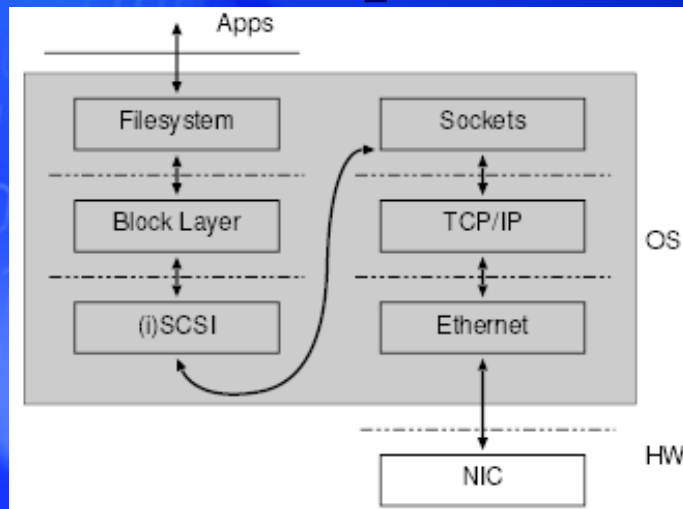 Apps
Filesystem
Sockets
Block Layer
TCP/IP
OS
(i)SCSI
Ethernet
HW
NIC